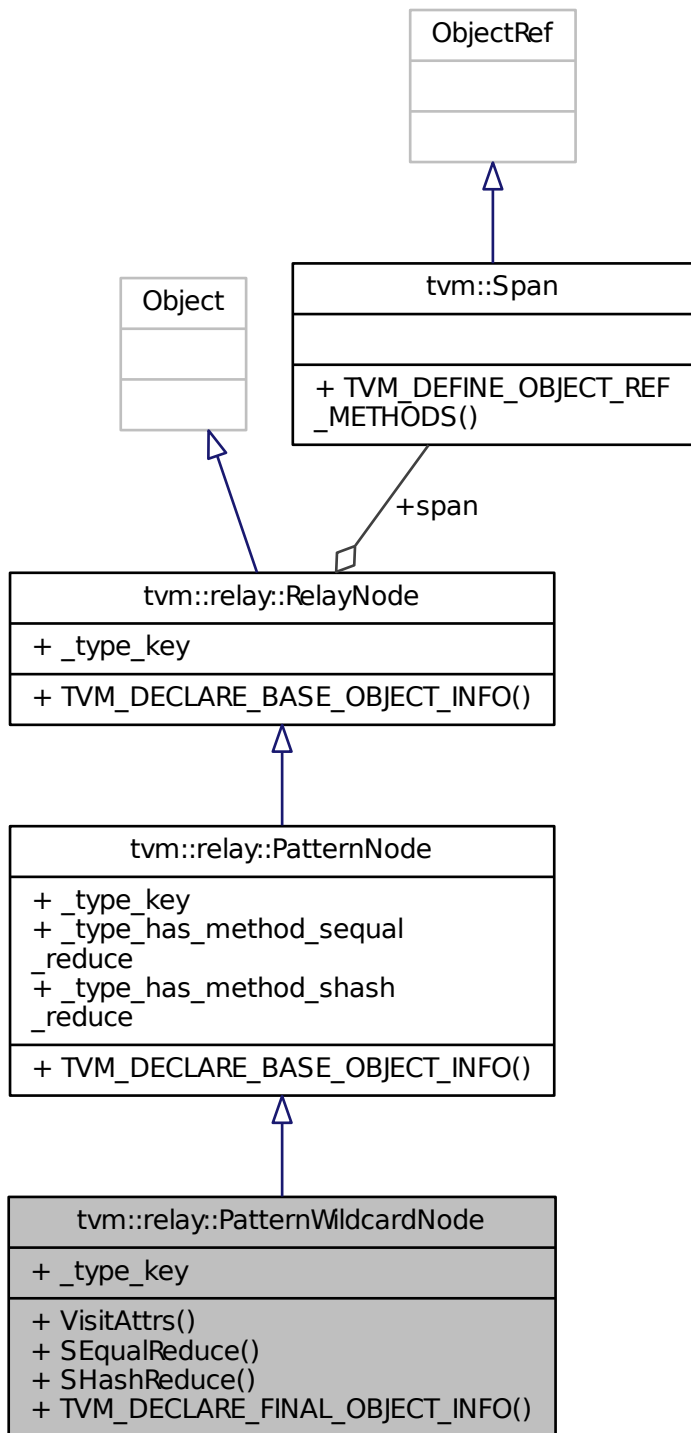 ObjectRef
tvm::Span
+ TVM_DEFINE_OBJECT_REF
_METHODS()
Object
+span
tvm::relay::RelayNode
+ _type_key
+ TVM_DECLARE_BASE_OBJECT_INFO()
tvm::relay::PatternNode
+ _type_key
+ _type_has_method_sequal
_reduce
+ _type_has_method_shash
_reduce
+ TVM_DECLARE_BASE_OBJECT_INFO()
tvm::relay::PatternWildcardNode
+ _type_key
+ VisitAttrs()
+ SEqualReduce()
+ SHashReduce()
+ TVM_DECLARE_FINAL_OBJECT_INFO()